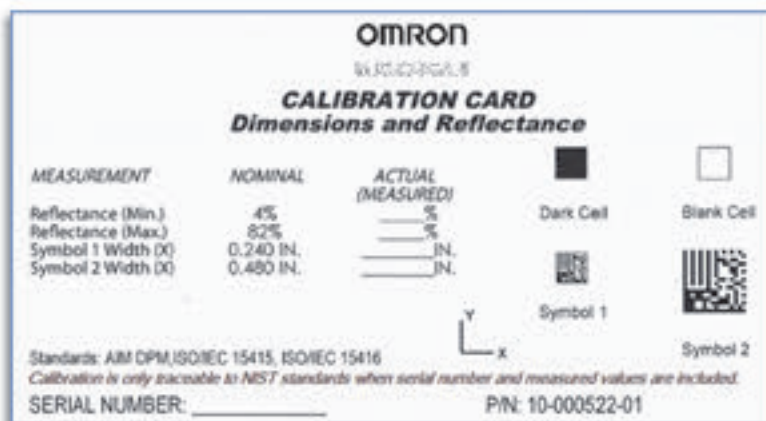 OMRON
CALIBRATION CARD
Dimensions and Reflectance
MEASUREMENT NOMINAL ACTUAL (MEASURED)
Reflectance (Min.) 4% ____%
Reflectance (Max.) 82% ____%
Symbol 1 Width (X) 0.240 IN. ______IN.
Symbol 2 Width (X) 0.480 IN. ______IN.
Dark Cell
Blank Cell
Symbol 1
Symbol 2
Y
X
Standards: AIM DPM,ISO/IEC 15415, ISO/IEC 15416
Calibration is only traceable to NIST standards when serial number and measured values are included.
SERIAL NUMBER: ____________ P/N: 10-000522-01